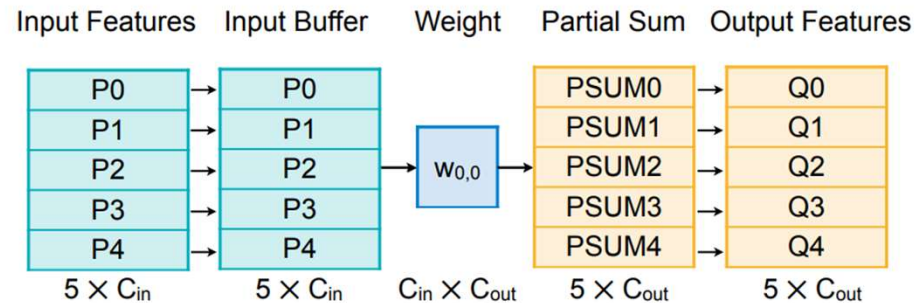 Input Features Input Buffer Weight Partial Sum Output Features
P0 P0 PSUM0 Q0
P1 P1 PSUM1 Q1
P2 P2 w0,0 PSUM2 Q2
P3 P3 PSUM3 Q3
P4 P4 PSUM4 Q4
5 × Cin 5 × Cin Cin × Cout 5 × Cout 5 × Cout